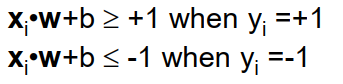 xᵢ•w+b ≥ +1 when yᵢ =+1
xᵢ•w+b ≤ -1 when yᵢ =-1